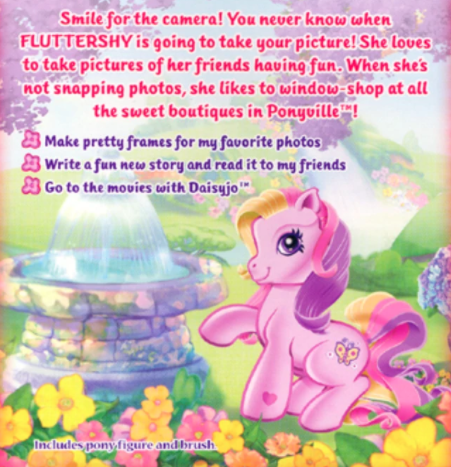 Smile for the camera! You never know when
FLUTTERSHY is going to take your picture! She loves
to take pictures of her friends having fun. When she's
not snapping photos, she likes to window-shop at all
the sweet boutiques in Ponyville™!
Make pretty frames for my favorite photos
Write a fun new story and read it to my friends
Go to the movies with Daisyjo™
Includes pony figure and brush